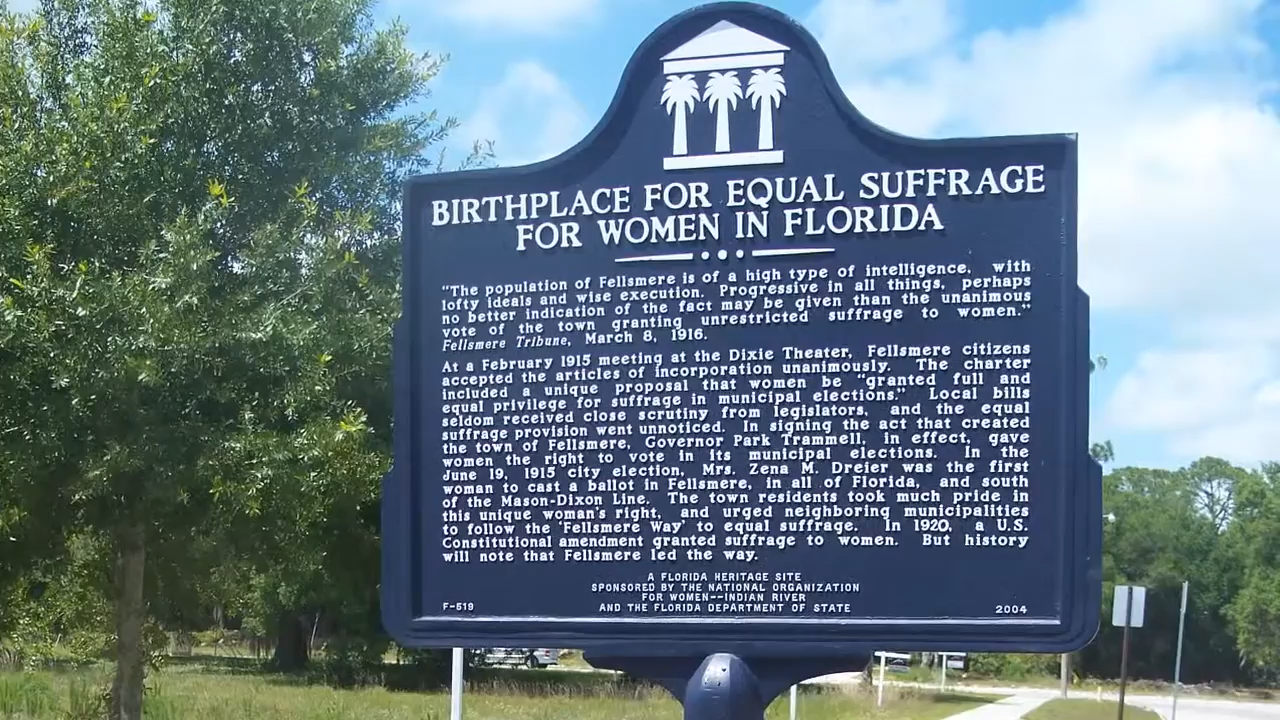 BIRTHPLACE FOR EQUAL SUFFRAGE
FOR WOMEN IN FLORIDA
"The population of Fellsmere is of a high type of intelligence, with
lofty ideals and wise execution. Progressive in all things, perhaps
no better indication of the fact may be given than the unanimous
vote of the town granting unrestricted suffrage to women."
Fellsmere Tribune, March 8, 1916.
At a February 1915 meeting at the Dixie Theater, Fellsmere citizens
accepted the articles of incorporation unanimously. The charter
included a unique proposal that women be "granted full and
equal privilege for suffrage in municipal elections." Local bills
seldom received close scrutiny from legislators, and the equal
suffrage provision went unnoticed. In signing the act that created
the town of Fellsmere, Governor Park Trammell, in effect, gave
women the right to vote in its municipal elections. In the
June 19, 1915 city election, Mrs. Zena M. Dreier was the first
woman to cast a ballot in Fellsmere, in all of Florida, and south
of the Mason-Dixon Line. The town residents took much pride in
this unique woman's right, and urged neighboring municipalities
to follow the 'Fellsmere Way' to equal suffrage. In 1920, a U.S.
Constitutional amendment granted suffrage to women. But history
will note that Fellsmere led the way.
A FLORIDA HERITAGE SITE
SPONSORED BY THE NATIONAL ORGANIZATION
FOR WOMEN--INDIAN RIVER
AND THE FLORIDA DEPARTMENT OF STATE
F-519
2004